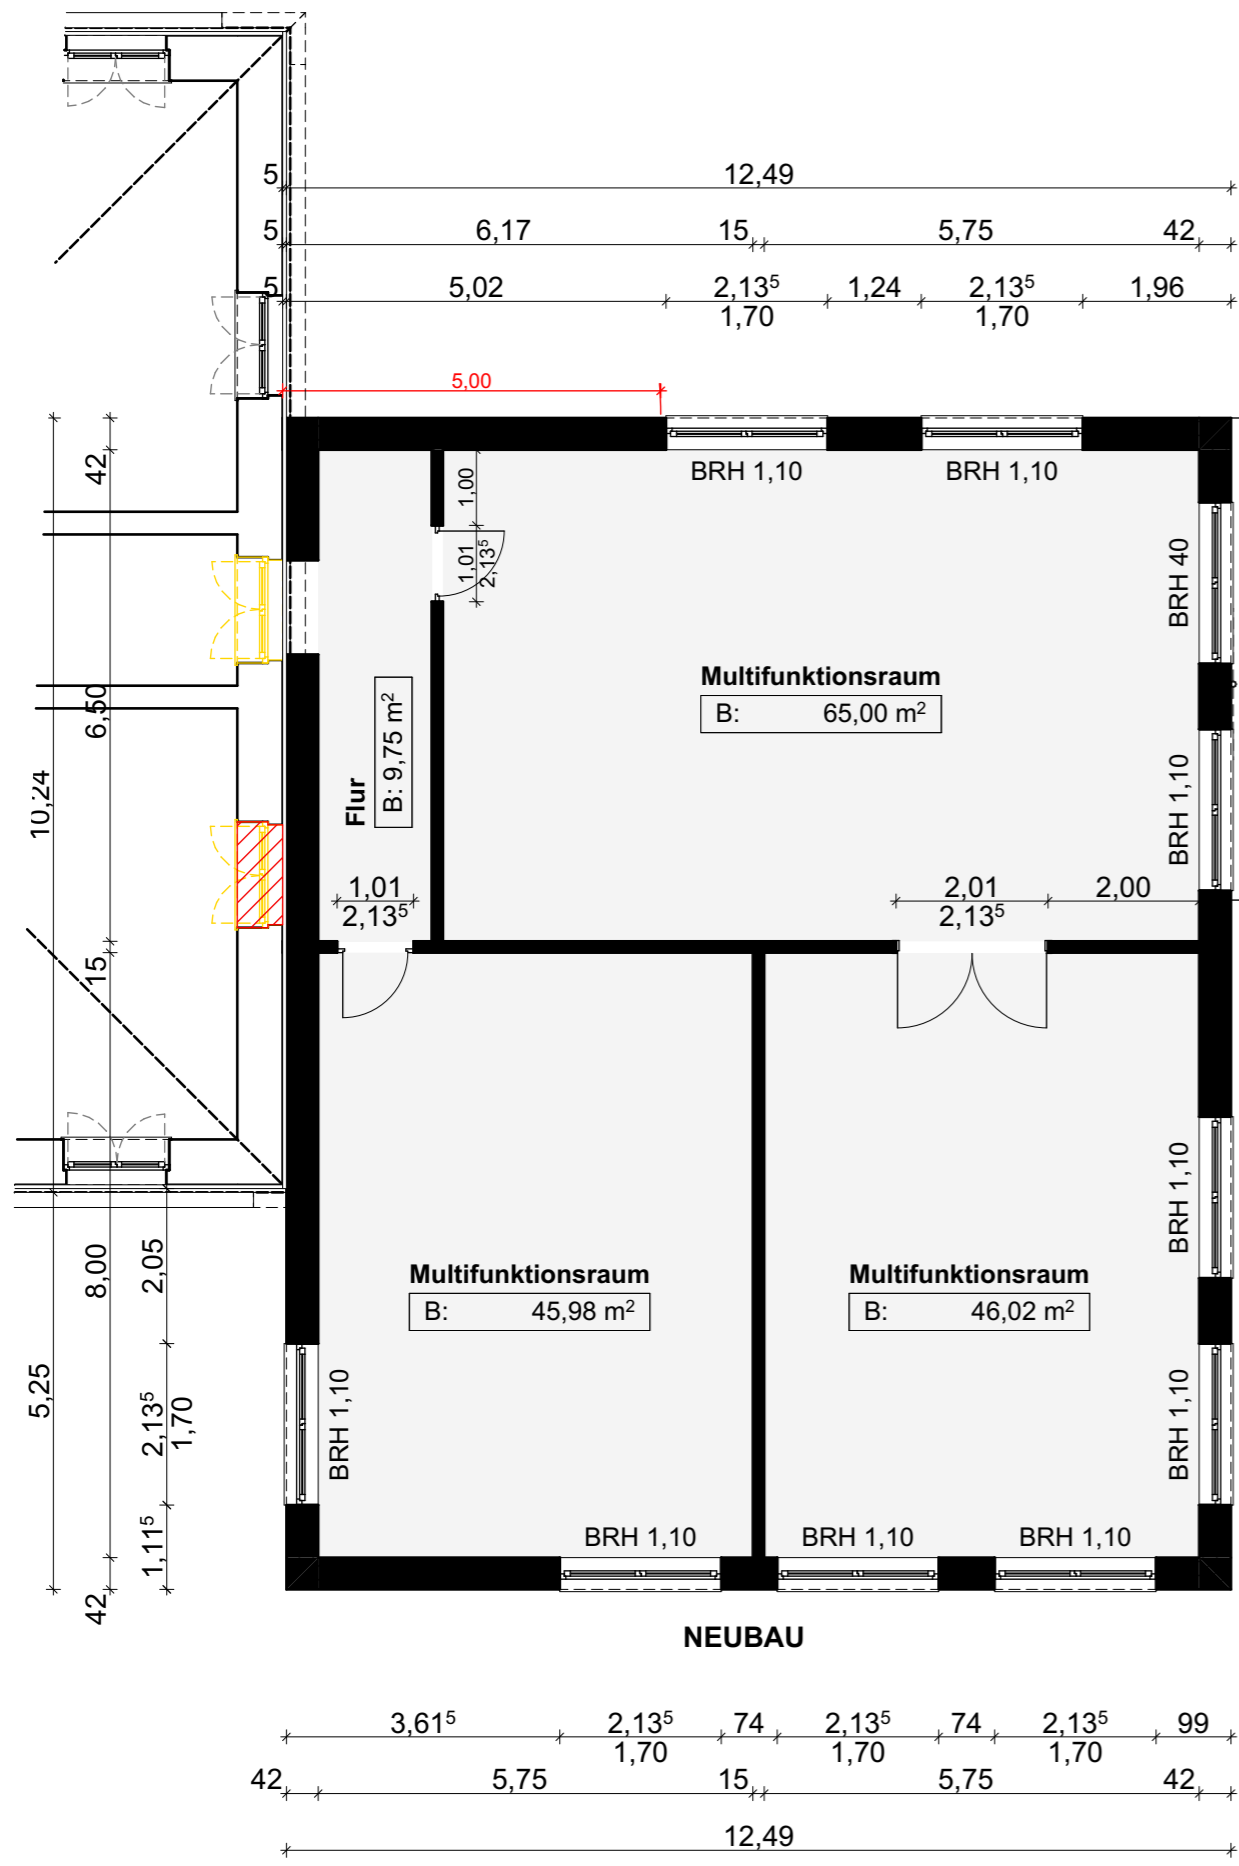 5 12,49
5 6,17 15 5,75 42
5 5,02 2,13⁵ 1,24 2,13⁵ 1,96
1,70 1,70
5,00
42
BRH 1,10 BRH 1,10
1,00
1,01
2,13⁵
BRH 40
Multifunktionsraum
B: 65,00 m²
6,50
Flur
B: 9,75 m²
10,24
BRH 1,10
1,01 2,01 2,00
2,13⁵ 2,13⁵
15
BRH 1,10
8,00
2,05
Multifunktionsraum Multifunktionsraum
B: 45,98 m² B: 46,02 m²
5,25
2,13⁵
1,70
BRH 1,10
BRH 1,10
1,11⁵
BRH 1,10 BRH 1,10 BRH 1,10
42
NEUBAU
3,61⁵ 2,13⁵ 74 2,13⁵ 74 2,13⁵ 99
1,70 1,70 1,70
42 5,75 15 5,75 42
12,49